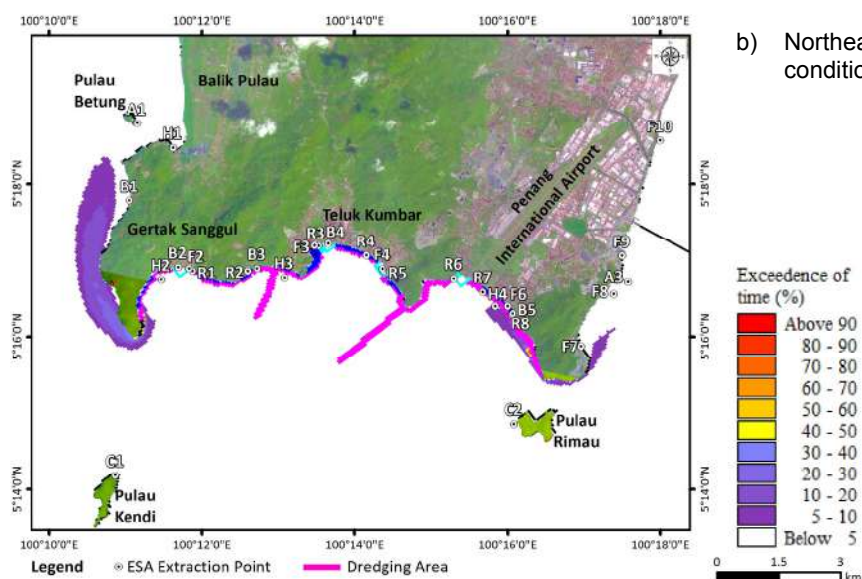 100°10'0"E 100°12'0"E 100°14'0"E 100°16'0"E 100°18'0"E
b) Northea
condition
Pulau
Betung
Balik Pulau
A1
H1
F10
5°18'0"N
5°18'0"N
B1
Penang
International Airport
Gertak Sanggul
Teluk Kumbar
H2 B2 F2 R1 R2 B3 H3 F3 R3 B4 R4 F4 R5 R6 R7 H4 F6 B5 R8
F9
A3
F8
F7
5°16'0"N
5°16'0"N
C2
Pulau
Rimau
C1
Pulau
Kendi
5°14'0"N
5°14'0"N
100°10'0"E 100°12'0"E 100°14'0"E 100°16'0"E 100°18'0"E
Legend ESA Extraction Point Dredging Area
Exceedence of
time (%)
Above 90
80 - 90
70 - 80
60 - 70
50 - 60
40 - 50
30 - 40
20 - 30
10 - 20
5 - 10
Below 5
0 1.5 3
km